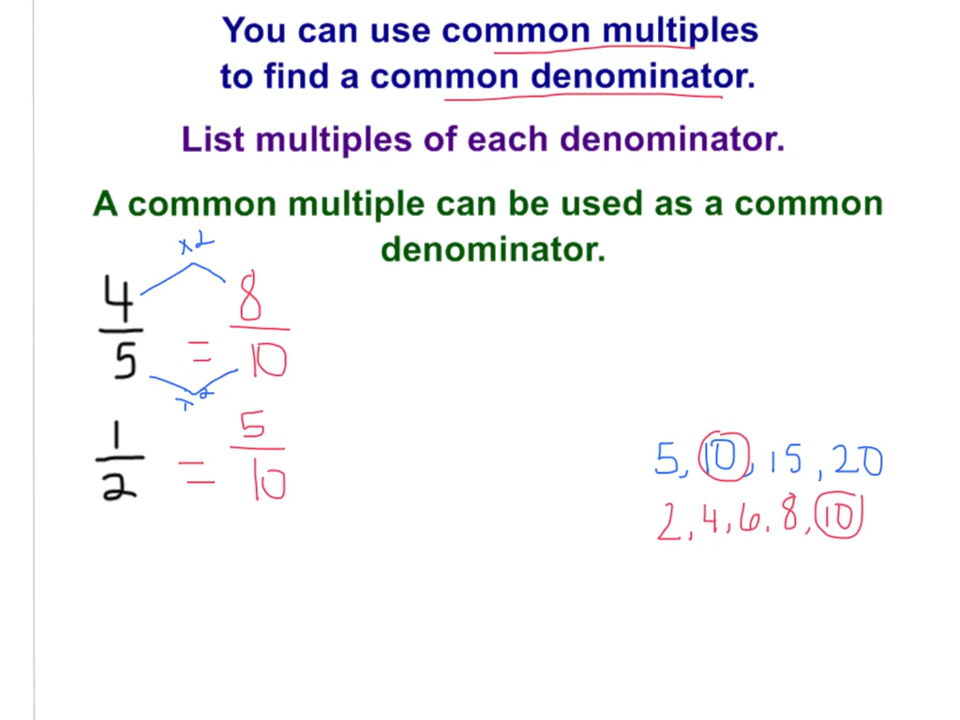 You can use common multiples
to find a common denominator.
List multiples of each denominator.
A common multiple can be used as a common
denominator.
×2
4/5 = 8/10
×2
1/2 = 5/10
5, 10, 15, 20
2, 4, 6, 8, 10